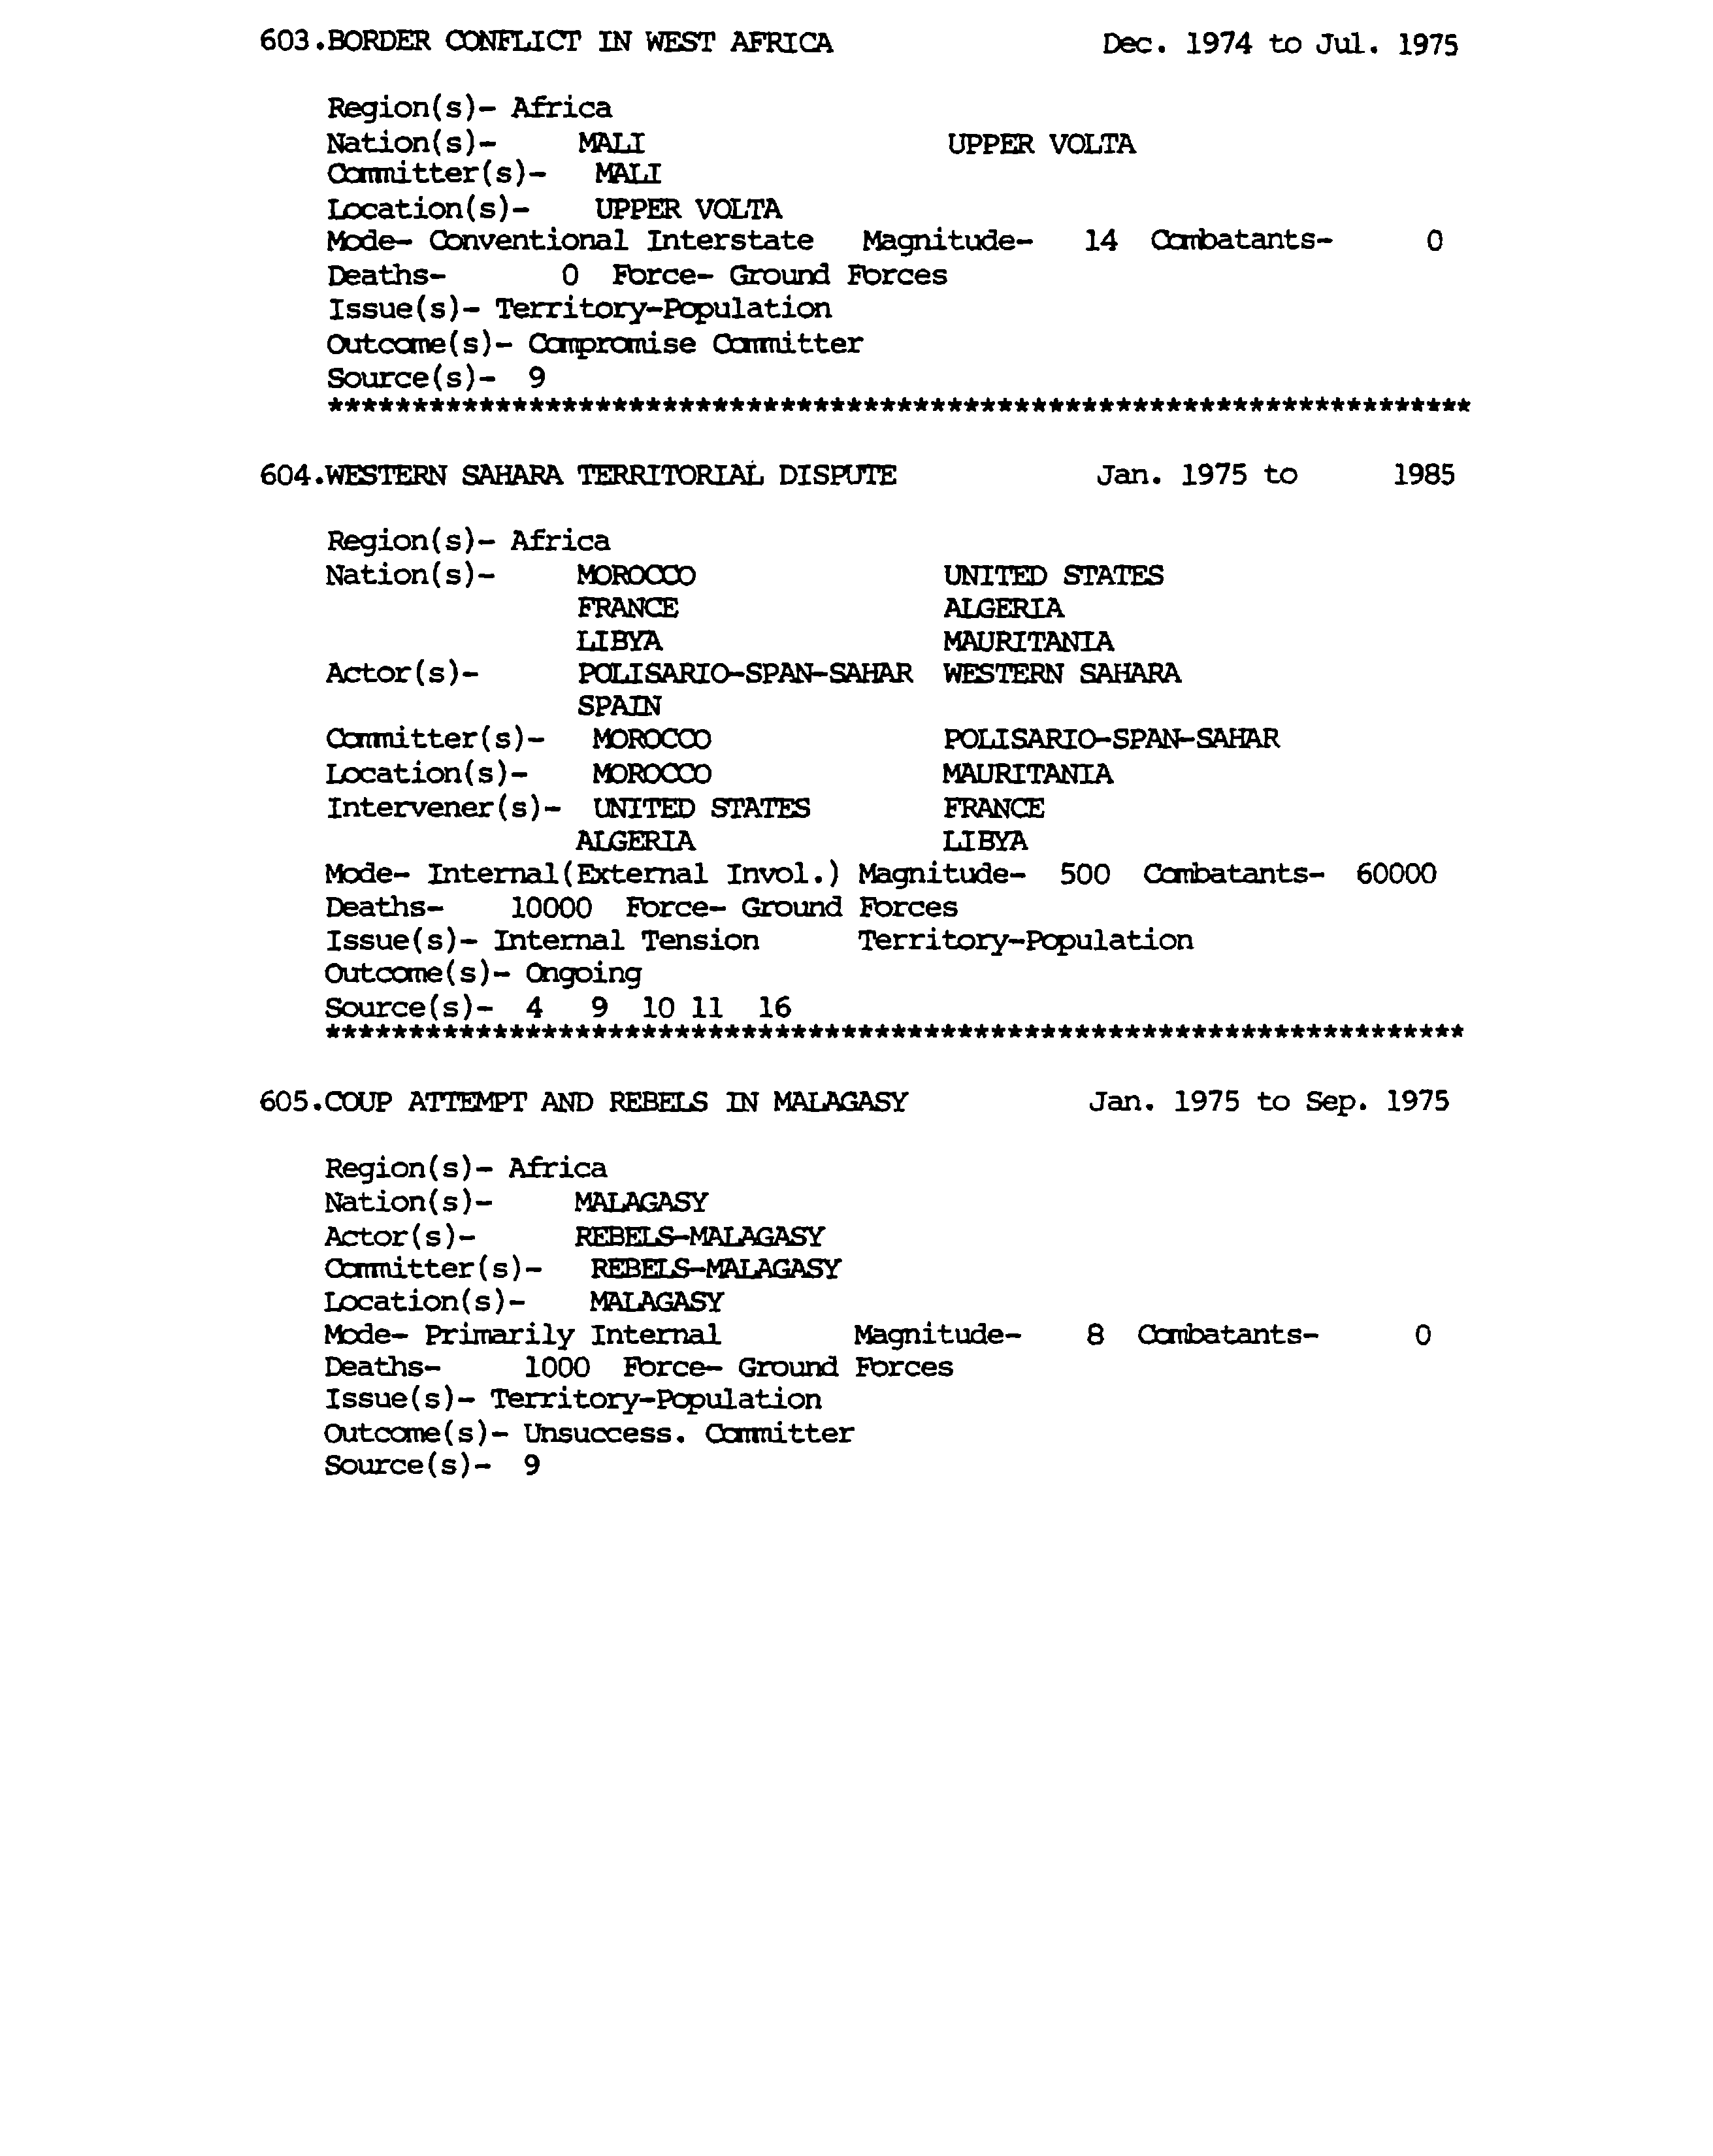 603.BORDER CONFLICT IN WEST AFRICA Dec. 1974 to Jul. 1975
Region(s)- Africa
Nation(s)- MALI UPPER VOLTA
Committer(s)- MALI
Location(s)- UPPER VOLTA
Mode- Conventional Interstate Magnitude- 14 Combatants- 0
Deaths- 0 Force- Ground Forces
Issue(s)- Territory-Population
Outcome(s)- Compromise Committer
Source(s)- 9
*********************************************************************
604.WESTERN SAHARA TERRITORIAL DISPUTE Jan. 1975 to 1985
Region(s)- Africa
Nation(s)- MOROCCO UNITED STATES
FRANCE ALGERIA
LIBYA MAURITANIA
Actor(s)- POLISARIO-SPAN-SAHAR WESTERN SAHARA
SPAIN
Committer(s)- MOROCCO POLISARIO-SPAN-SAHAR
Location(s)- MOROCCO MAURITANIA
Intervener(s)- UNITED STATES FRANCE
ALGERIA LIBYA
Mode- Internal(External Invol.) Magnitude- 500 Combatants- 60000
Deaths- 10000 Force- Ground Forces
Issue(s)- Internal Tension Territory-Population
Outcome(s)- Ongoing
Source(s)- 4 9 10 11 16
*********************************************************************
605.COUP ATTEMPT AND REBELS IN MALAGASY Jan. 1975 to Sep. 1975
Region(s)- Africa
Nation(s)- MALAGASY
Actor(s)- REBELS-MALAGASY
Committer(s)- REBELS-MALAGASY
Location(s)- MALAGASY
Mode- Primarily Internal Magnitude- 8 Combatants- 0
Deaths- 1000 Force- Ground Forces
Issue(s)- Territory-Population
Outcome(s)- Unsuccess. Committer
Source(s)- 9